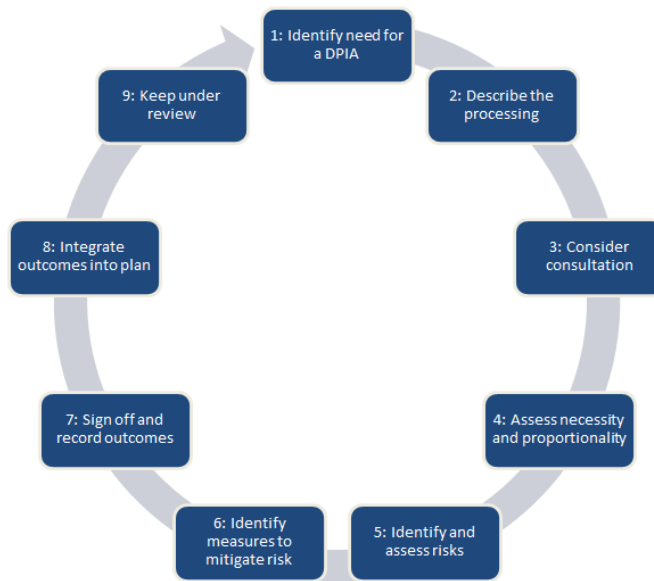 1: Identify need for
a DPIA
2: Describe the
processing
3: Consider
consultation
4: Assess necessity
and proportionality
5: Identify and
assess risks
6: Identify
measures to
mitigate risk
7: Sign off and
record outcomes
8: Integrate
outcomes into plan
9: Keep under
review